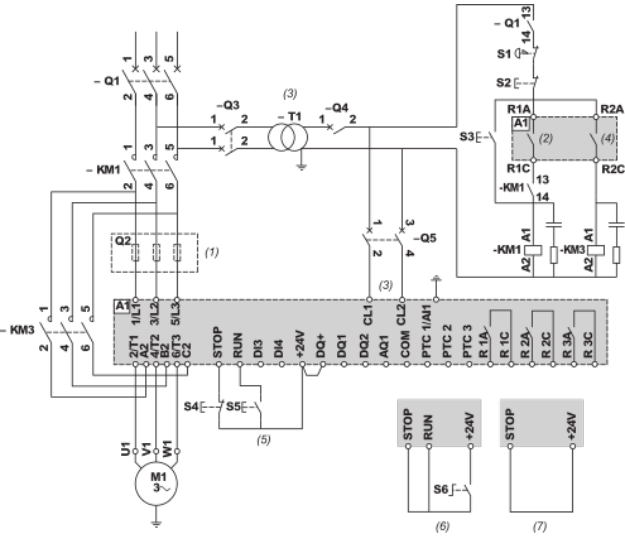 1 3 5
– Q1
2 4 6
–Q3
1 2
1 2
(3)
– T1
–Q4
1 2
13
–Q1
14
S1
S2
R1A R2A
A1
S3
(2) (4)
R1C R2C
-KM1
13
14
A1 A1
-KM1 -KM3
A2 A2
1 3 5
– KM1
2 4 6
Q2
(1)
1 3
–Q5
2 4
(3)
1 3 5
– KM3
2 4 6
A1
1/L1 3/L2 5/L3 CL1 CL2 PTC 1/AI1
2/T1 A2 4/T2 B2 6/T3 C2 STOP RUN DI3 DI4 +24V DQ+ DQ1 DQ2 AQ1 COM PTC 2 PTC 3 R 1A R 1C R 2A R 2C R 3A R 3C
S4 S5
(5)
U1 V1 W1
M1
3
STOP RUN +24V
S6
(6)
STOP +24V
(7)